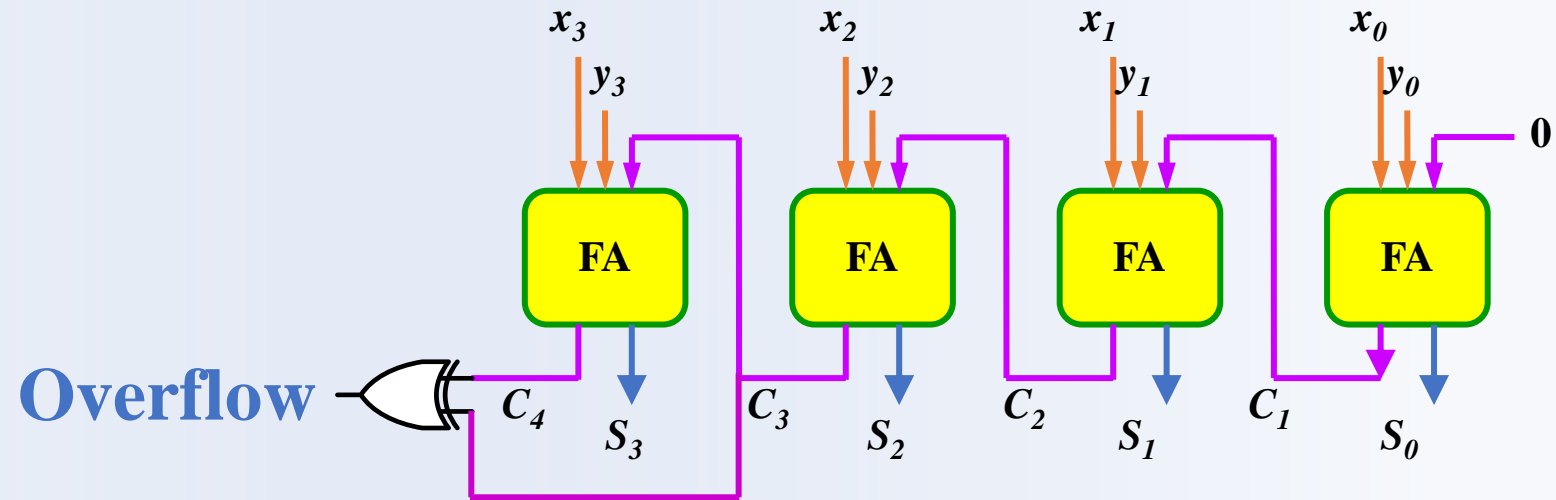 x3 x2 x1 x0
y3 y2 y1 y0
0
FA FA FA FA
Overflow
C4 C3 C2 C1
S3 S2 S1 S0